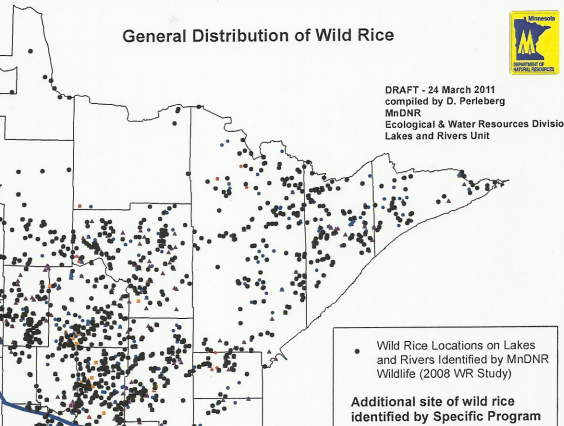 General Distribution of Wild Rice
Minnesota
DEPARTMENT OF
NATURAL RESOURCES
DRAFT - 24 March 2011
compiled by D. Perleberg
MnDNR
Ecological & Water Resources Divisio
Lakes and Rivers Unit
Wild Rice Locations on Lakes
and Rivers Identified by MnDNR
Wildlife (2008 WR Study)
Additional site of wild rice
identified by Specific Program